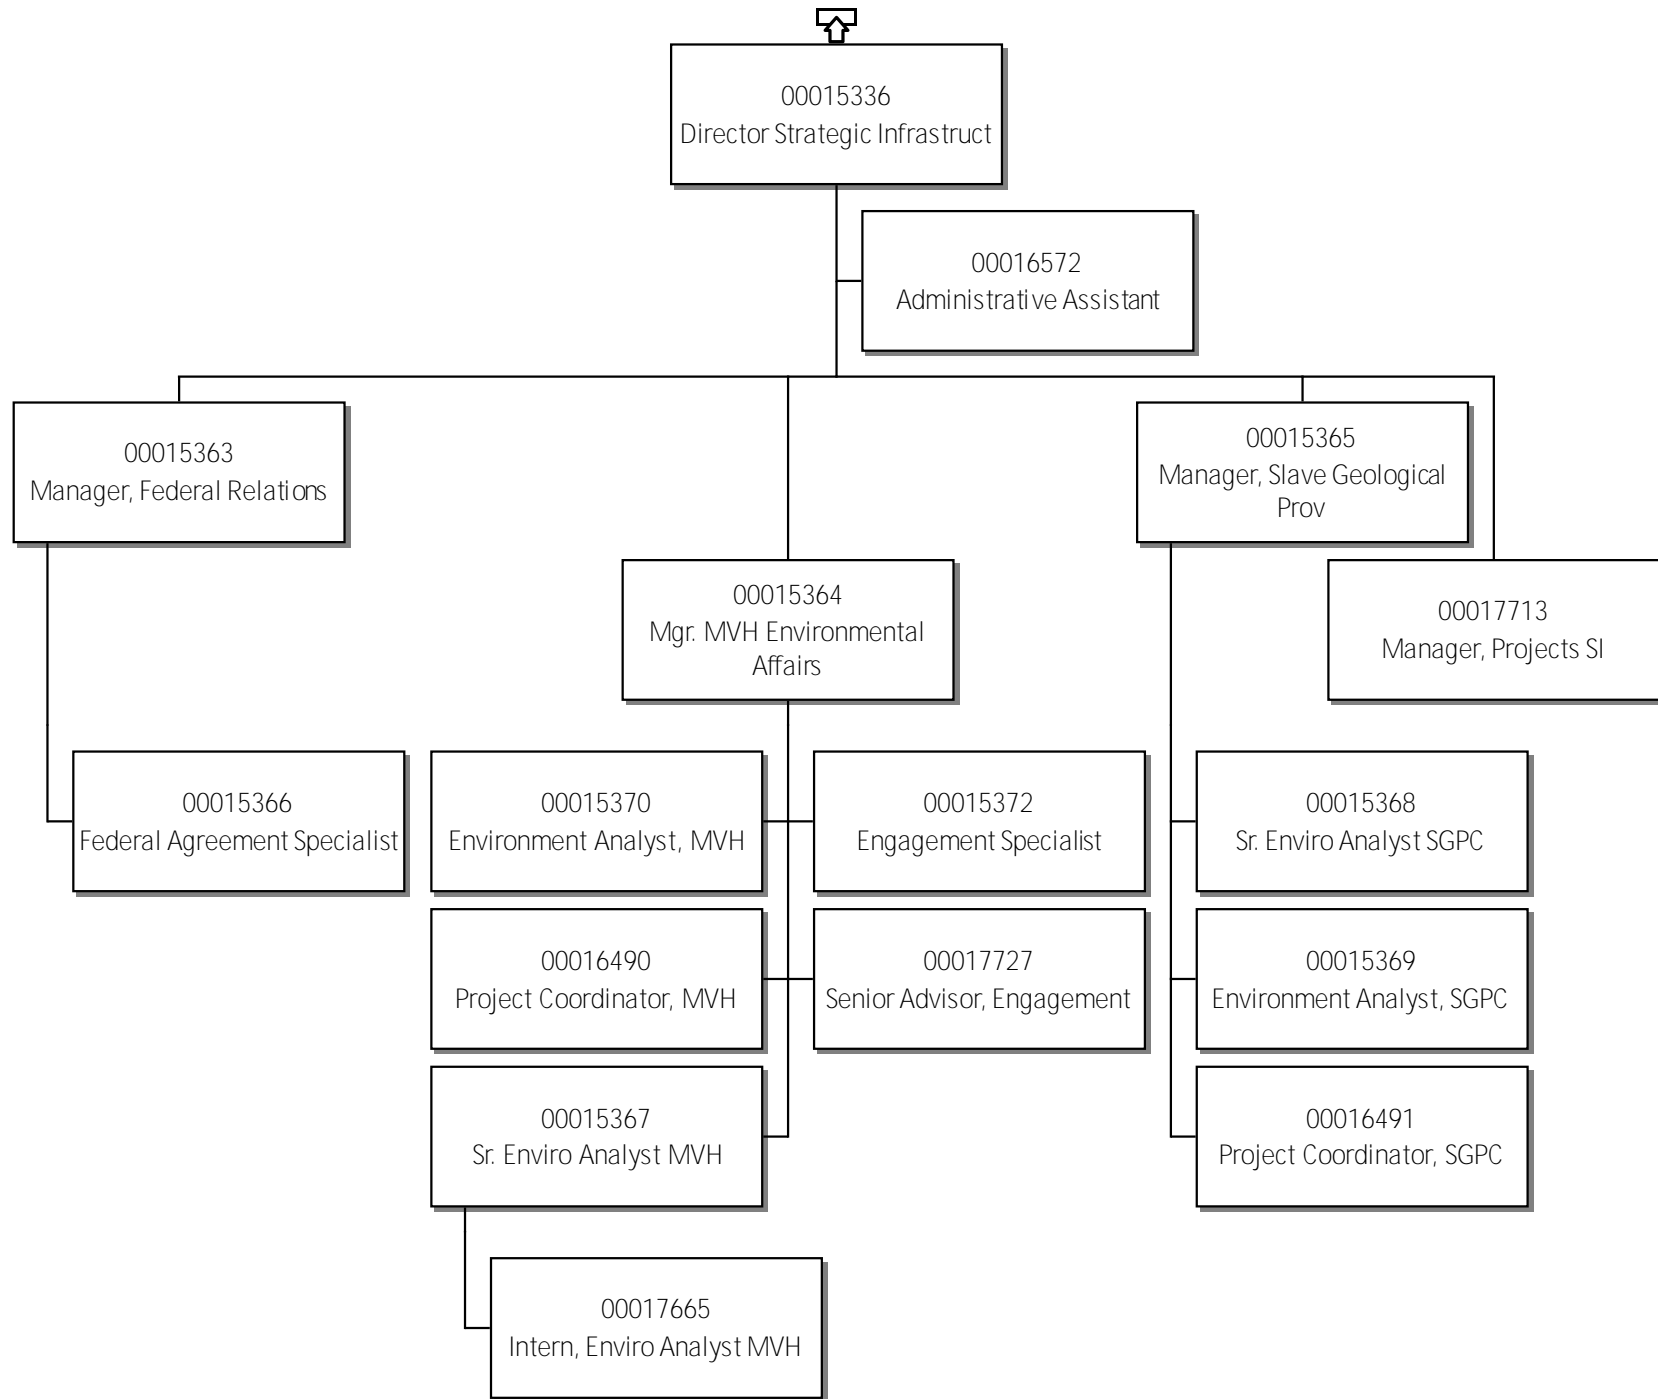 00015336
Director Strategic Infrastruct
00016572
Administrative Assistant
00015363
Manager, Federal Relations
00015365
Manager, Slave Geological
Prov
00015364
Mgr. MVH Environmental
Affairs
00017713
Manager, Projects SI
00015366
Federal Agreement Specialist
00015370
Environment Analyst, MVH
00015372
Engagement Specialist
00015368
Sr. Enviro Analyst SGPC
00016490
Project Coordinator, MVH
00017727
Senior Advisor, Engagement
00015369
Environment Analyst, SGPC
00015367
Sr. Enviro Analyst MVH
00016491
Project Coordinator, SGPC
00017665
Intern, Enviro Analyst MVH